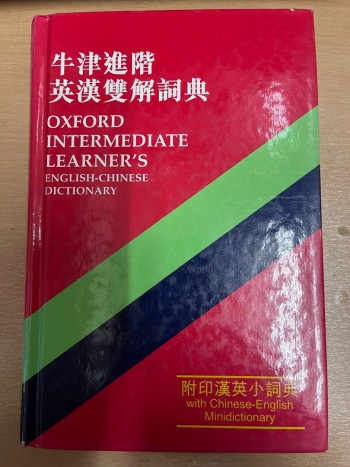 牛津進階
英漢雙解詞典
OXFORD
INTERMEDIATE
LEARNER'S
ENGLISH-CHINESE
DICTIONARY
附印漢英小詞典
with Chinese-English
Minidictionary